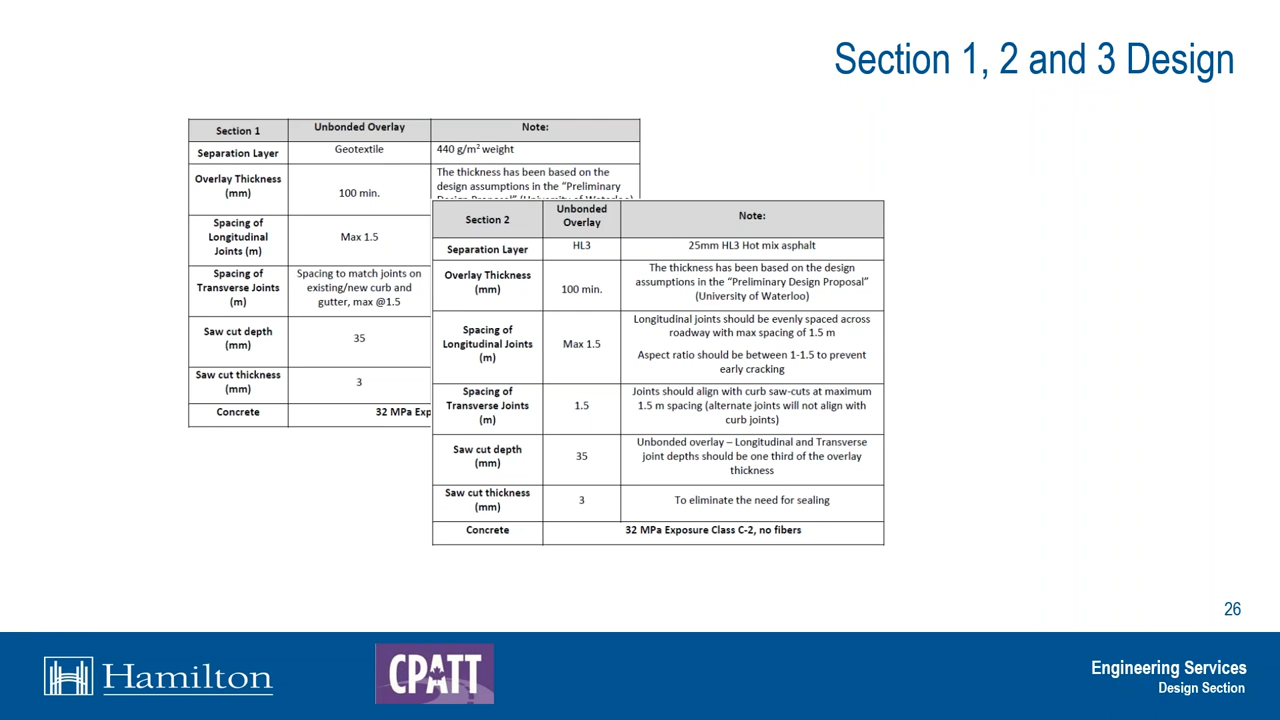 Section 1, 2 and 3 Design
Section 1
Unbonded Overlay
Note:
Separation Layer
Geotextile
440 g/m² weight
Overlay Thickness
(mm)
100 min.
The thickness has been based on the
design assumptions in the “Preliminary
Spacing of
Longitudinal
Joints (m)
Max 1.5
Spacing of
Transverse Joints
(m)
Spacing to match joints on
existing/new curb and
gutter, max @1.5
Saw cut depth
(mm)
35
Saw cut thickness
(mm)
3
Concrete
32 MPa Exp
Section 2
Unbonded
Overlay
Note:
Separation Layer
HL3
25mm HL3 Hot mix asphalt
Overlay Thickness
(mm)
100 min.
The thickness has been based on the design
assumptions in the “Preliminary Design Proposal”
(University of Waterloo)
Spacing of
Longitudinal Joints
(m)
Max 1.5
Longitudinal joints should be evenly spaced across
roadway with max spacing of 1.5 m
Aspect ratio should be between 1-1.5 to prevent
early cracking
Spacing of
Transverse Joints
(m)
1.5
Joints should align with curb saw-cuts at maximum
1.5 m spacing (alternate joints will not align with
curb joints)
Saw cut depth
(mm)
35
Unbonded overlay – Longitudinal and Transverse
joint depths should be one third of the overlay
thickness
Saw cut thickness
(mm)
3
To eliminate the need for sealing
Concrete
32 MPa Exposure Class C-2, no fibers
26
Hamilton
CPATT
Engineering Services
Design Section